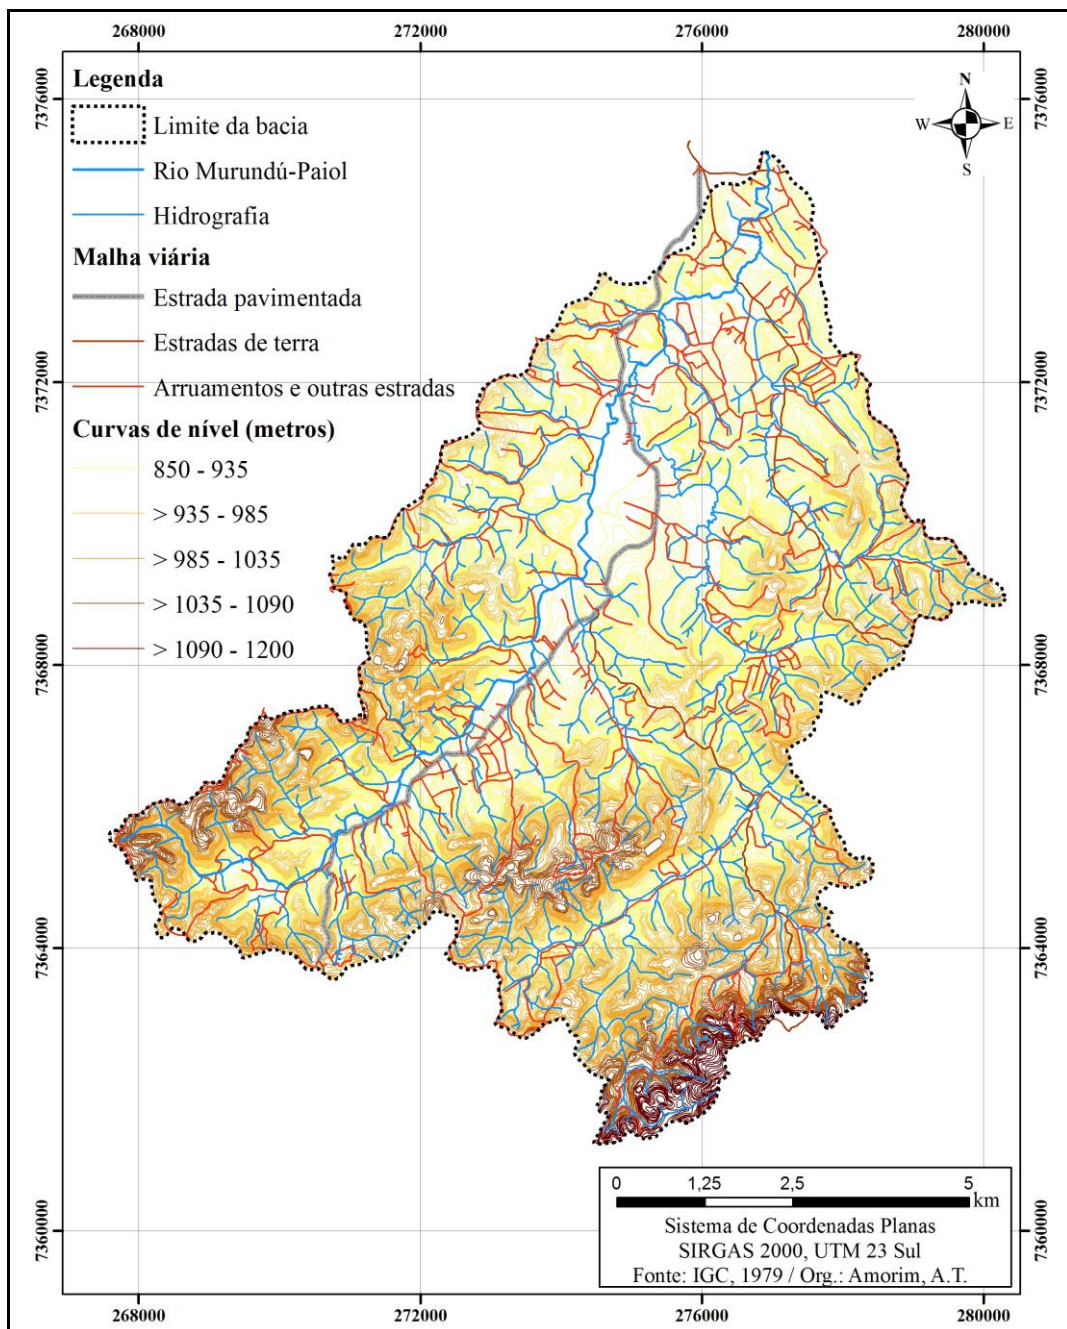 268000
272000
276000
280000
7376000
7376000
Legenda
Limite da bacia
Rio Murundú-Paiol
Hidrografia
Malha viária
Estrada pavimentada
Estradas de terra
Arruamentos e outras estradas
Curvas de nível (metros)
850 - 935
> 935 - 985
> 985 - 1035
> 1035 - 1090
> 1090 - 1200
N
W
E
S
7372000
7372000
7368000
7368000
7364000
7364000
7360000
7360000
0 1,25 2,5 5
km
Sistema de Coordenadas Planas
SIRGAS 2000, UTM 23 Sul
Fonte: IGC, 1979 / Org.: Amorim, A.T.
268000
272000
276000
280000